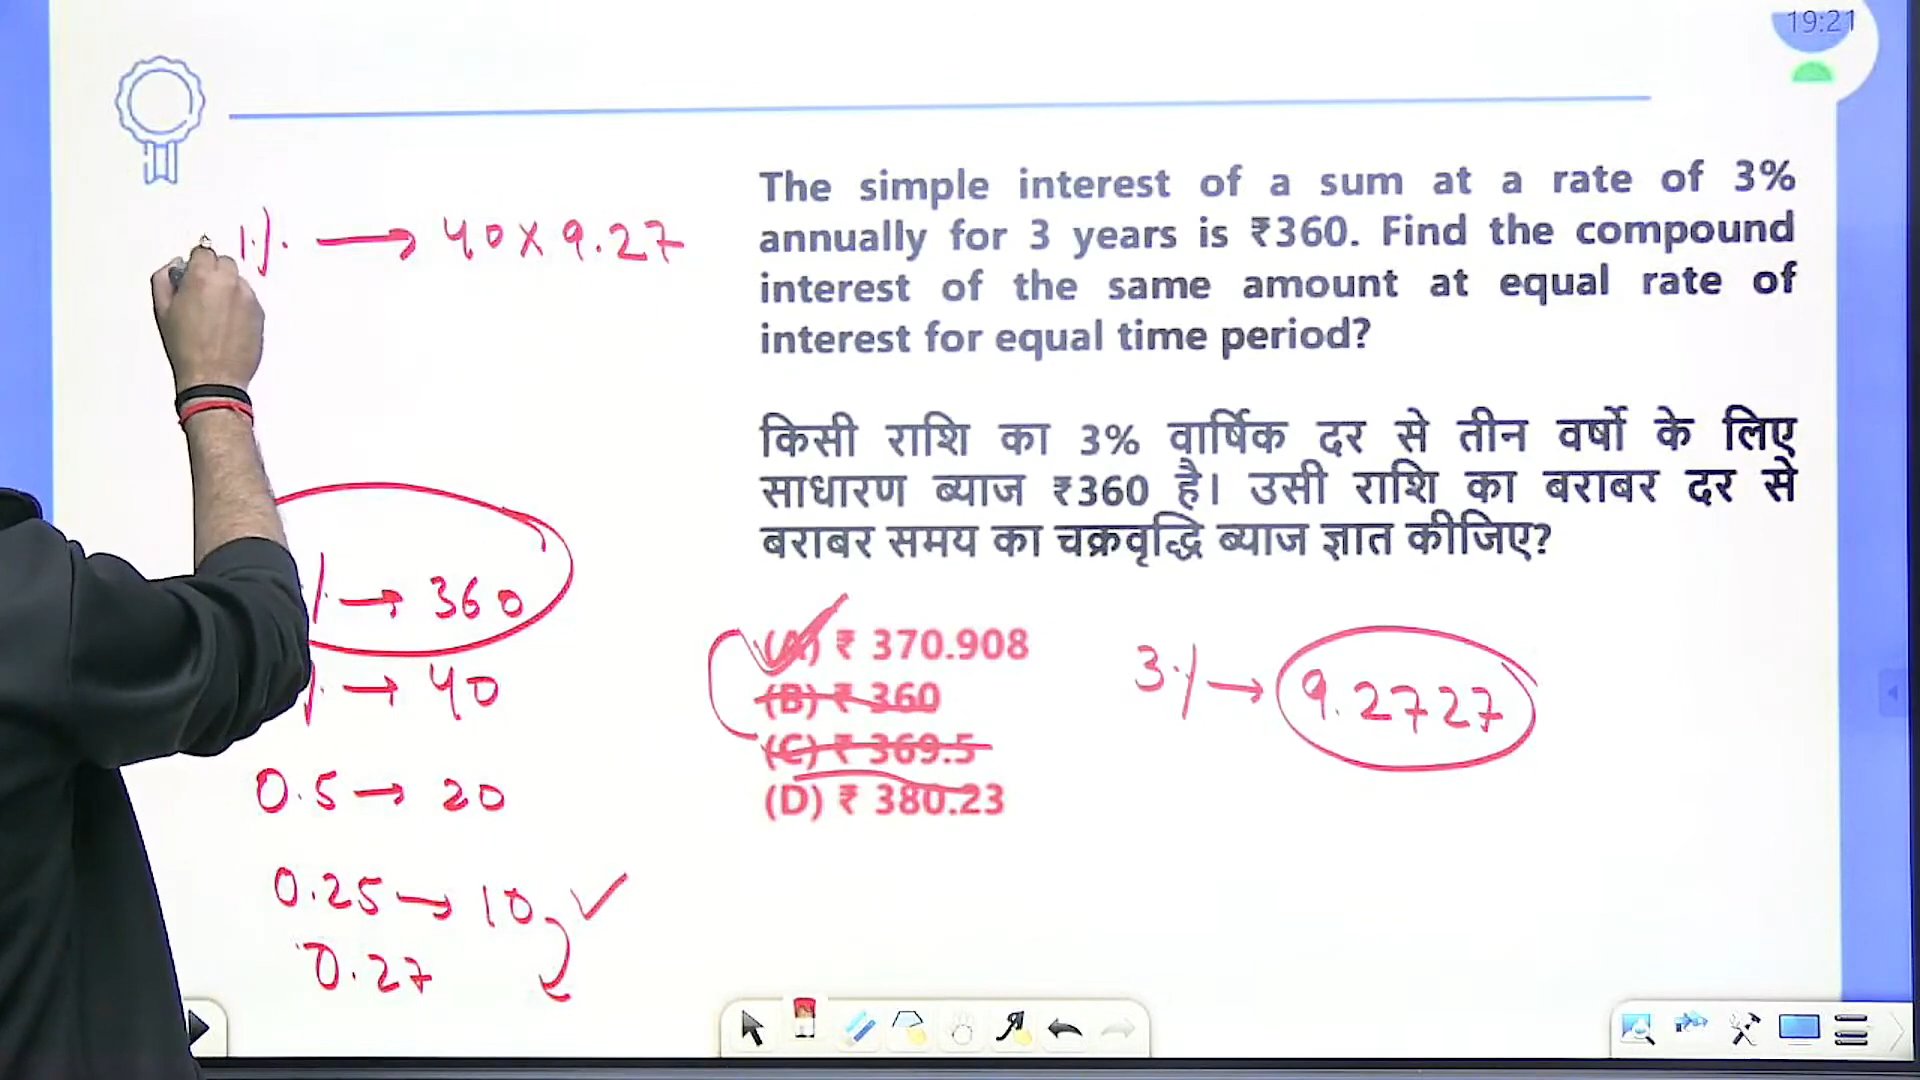 19:21
The simple interest of a sum at a rate of 3%
annually for 3 years is ₹360. Find the compound
interest of the same amount at equal rate of
interest for equal time period?
किसी राशि का 3% वार्षिक दर से तीन वर्षो के लिए
साधारण ब्याज ₹360 है। उसी राशि का बराबर दर से
बराबर समय का चक्रवृद्धि ब्याज ज्ञात कीजिए?
(A) ₹ 370.908
(B) ₹ 360
(C) ₹ 369.5
(D) ₹ 380.23
1% → 40 x 9.27
% → 360
% → 40
0.5 → 20
0.25 → 10 ✓
0.27
3% → 9.2727